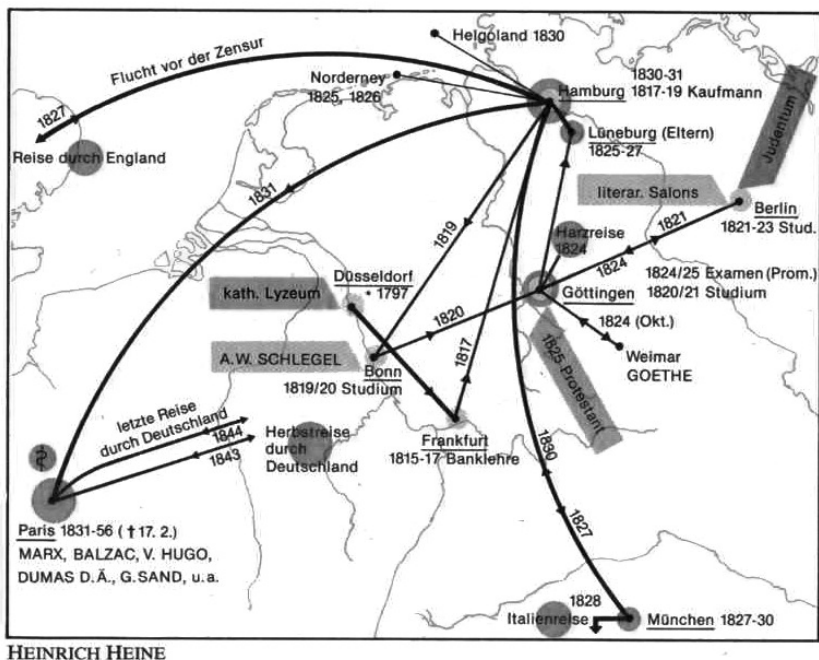 Helgoland 1830
Flucht vor der Zensur
Norderney
1825, 1826
1830-31
Hamburg 1817-19 Kaufmann
1827
Reise durch England
Lüneburg (Eltern)
1825-27
Judentum
literar. Salons
Berlin
1821-23 Stud.
1831
1819
1821
1824
Harzreise
1824
Düsseldorf
* 1797
kath. Lyzeum
1824/25 Examen (Prom.)
Göttingen 1820/21 Studium
1820
1817
1824 (Okt.)
Weimar
GOETHE
A.W. SCHLEGEL
Bonn
1819/20 Studium
1825 Protestant
letzte Reise
durch Deutschland
1844
1843
Herbstreise
durch
Deutschland
Frankfurt
1815-17 Banklehre
1830
1827
Paris 1831-56 ( † 17. 2.)
MARX, BALZAC, V. HUGO,
DUMAS D.Ä., G. SAND, u.a.
1828
Italienreise
München 1827-30
HEINRICH HEINE